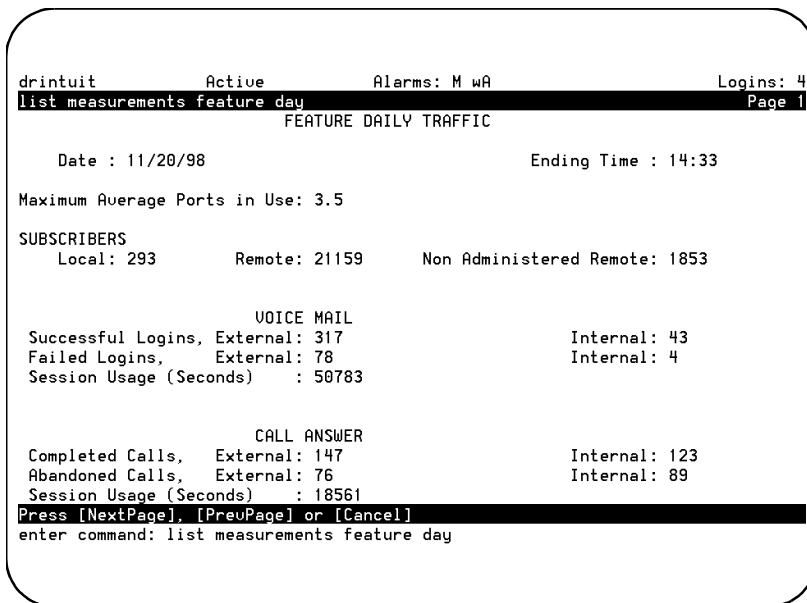 drintuit Active Alarms: M wA Logins: 4
list measurements feature day Page 1
FEATURE DAILY TRAFFIC
Date : 11/20/98 Ending Time : 14:33
Maximum Average Ports in Use: 3.5
SUBSCRIBERS
Local: 293 Remote: 21159 Non Administered Remote: 1853
VOICE MAIL
Successful Logins, External: 317 Internal: 43
Failed Logins, External: 78 Internal: 4
Session Usage (Seconds) : 50783
CALL ANSWER
Completed Calls, External: 147 Internal: 123
Abandoned Calls, External: 76 Internal: 89
Session Usage (Seconds) : 18561
Press [NextPage], [PrevPage] or [Cancel]
enter command: list measurements feature day